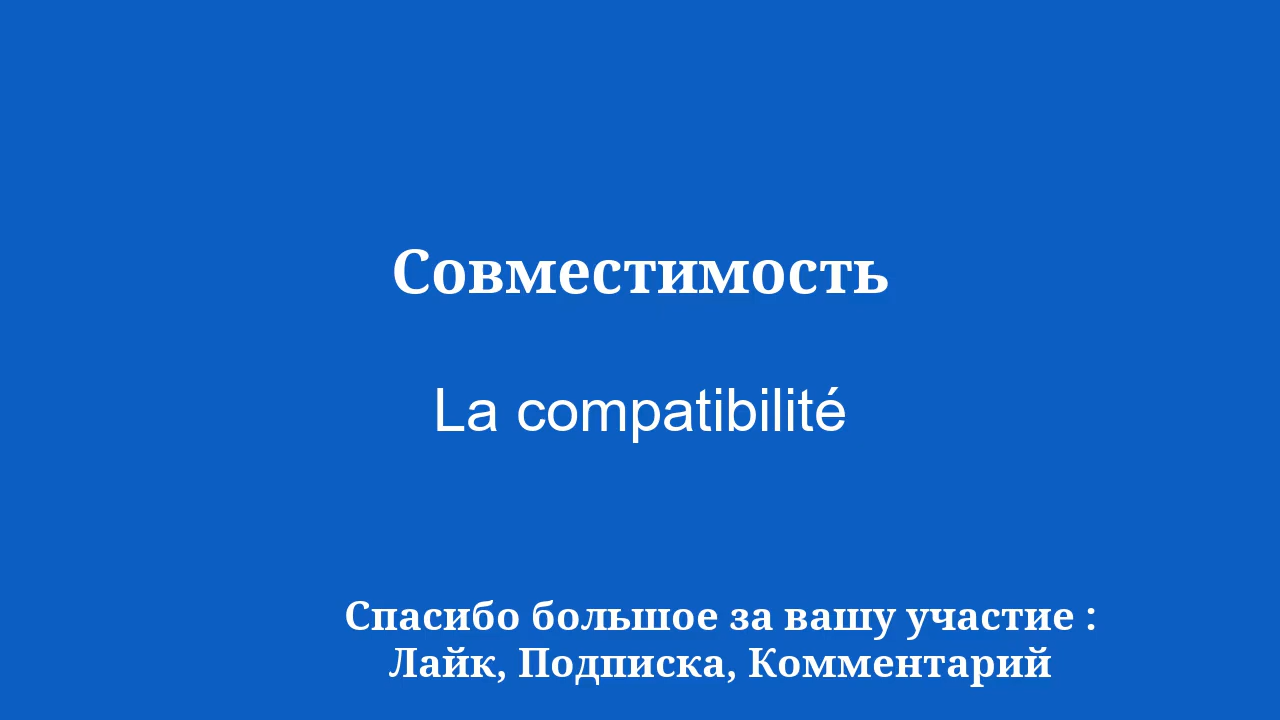 Совместимость
La compatibilité
Спасибо большое за вашу участие :
Лайк, Подписка, Комментарий